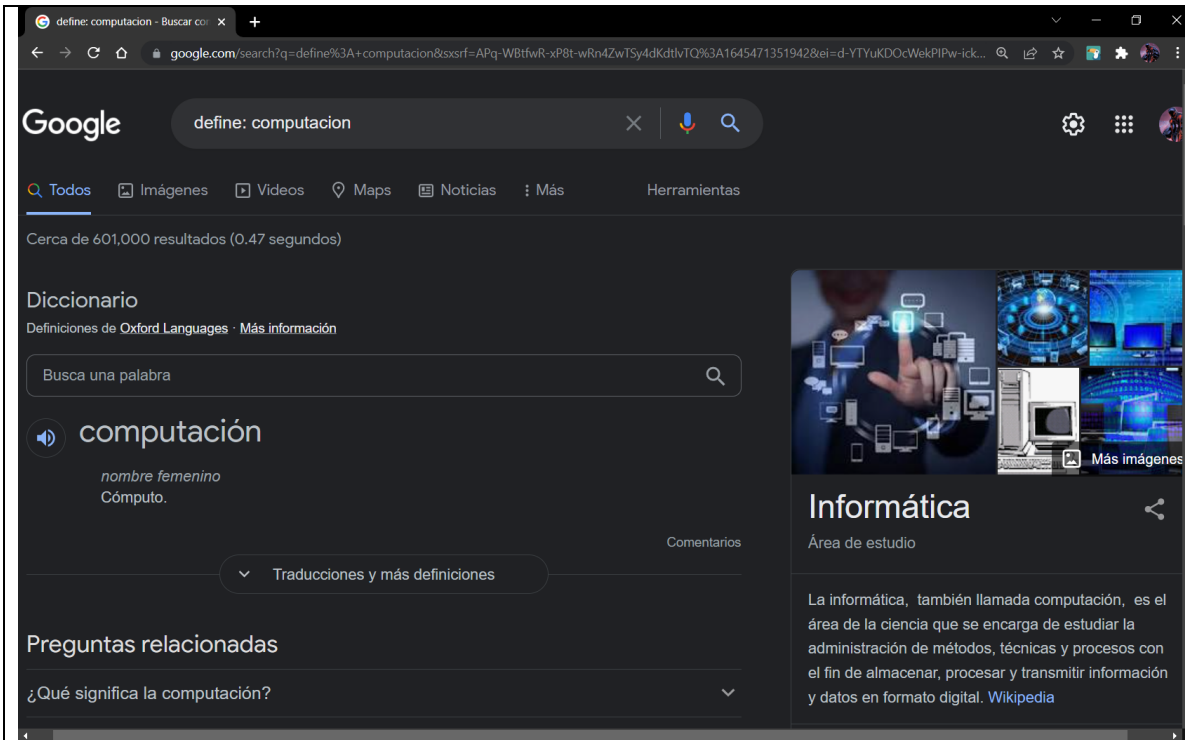 define: computacion - Buscar cor
google.com/search?q=define%3A+computacion&sxsrf=APq-WBtfwR-xP8t-wRn4ZwTSy4dKdtlvTQ%3A1645471351942&ei=d-YTYuKDOcWekPIPw-ick...
Google
define: computacion
Todos
Imágenes
Videos
Maps
Noticias
Más
Herramientas
Cerca de 601,000 resultados (0.47 segundos)
Diccionario
Definiciones de Oxford Languages · Más información
Busca una palabra
computación
nombre femenino
Cómputo.
Comentarios
Traducciones y más definiciones
Preguntas relacionadas
¿Qué significa la computación?
Más imágenes
Informática
Área de estudio
La informática, también llamada computación, es el
área de la ciencia que se encarga de estudiar la
administración de métodos, técnicas y procesos con
el fin de almacenar, procesar y transmitir información
y datos en formato digital. Wikipedia